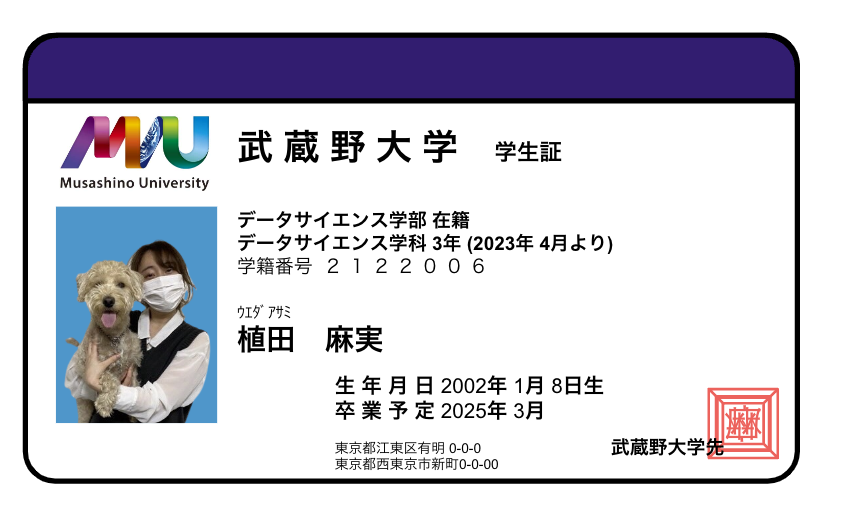 武蔵野大学 学生証
Musashino University
データサイエンス学部 在籍
データサイエンス学科 3年 (2023年 4月より)
学籍番号 ２１２２００６
ｳｴﾀﾞ ｱｻﾐ
植田 麻実
生年月日 2002年 1月 8日生
卒業予定 2025年 3月
東京都江東区有明 0-0-0
東京都西東京市新町0-0-00
武蔵野大学先
麻